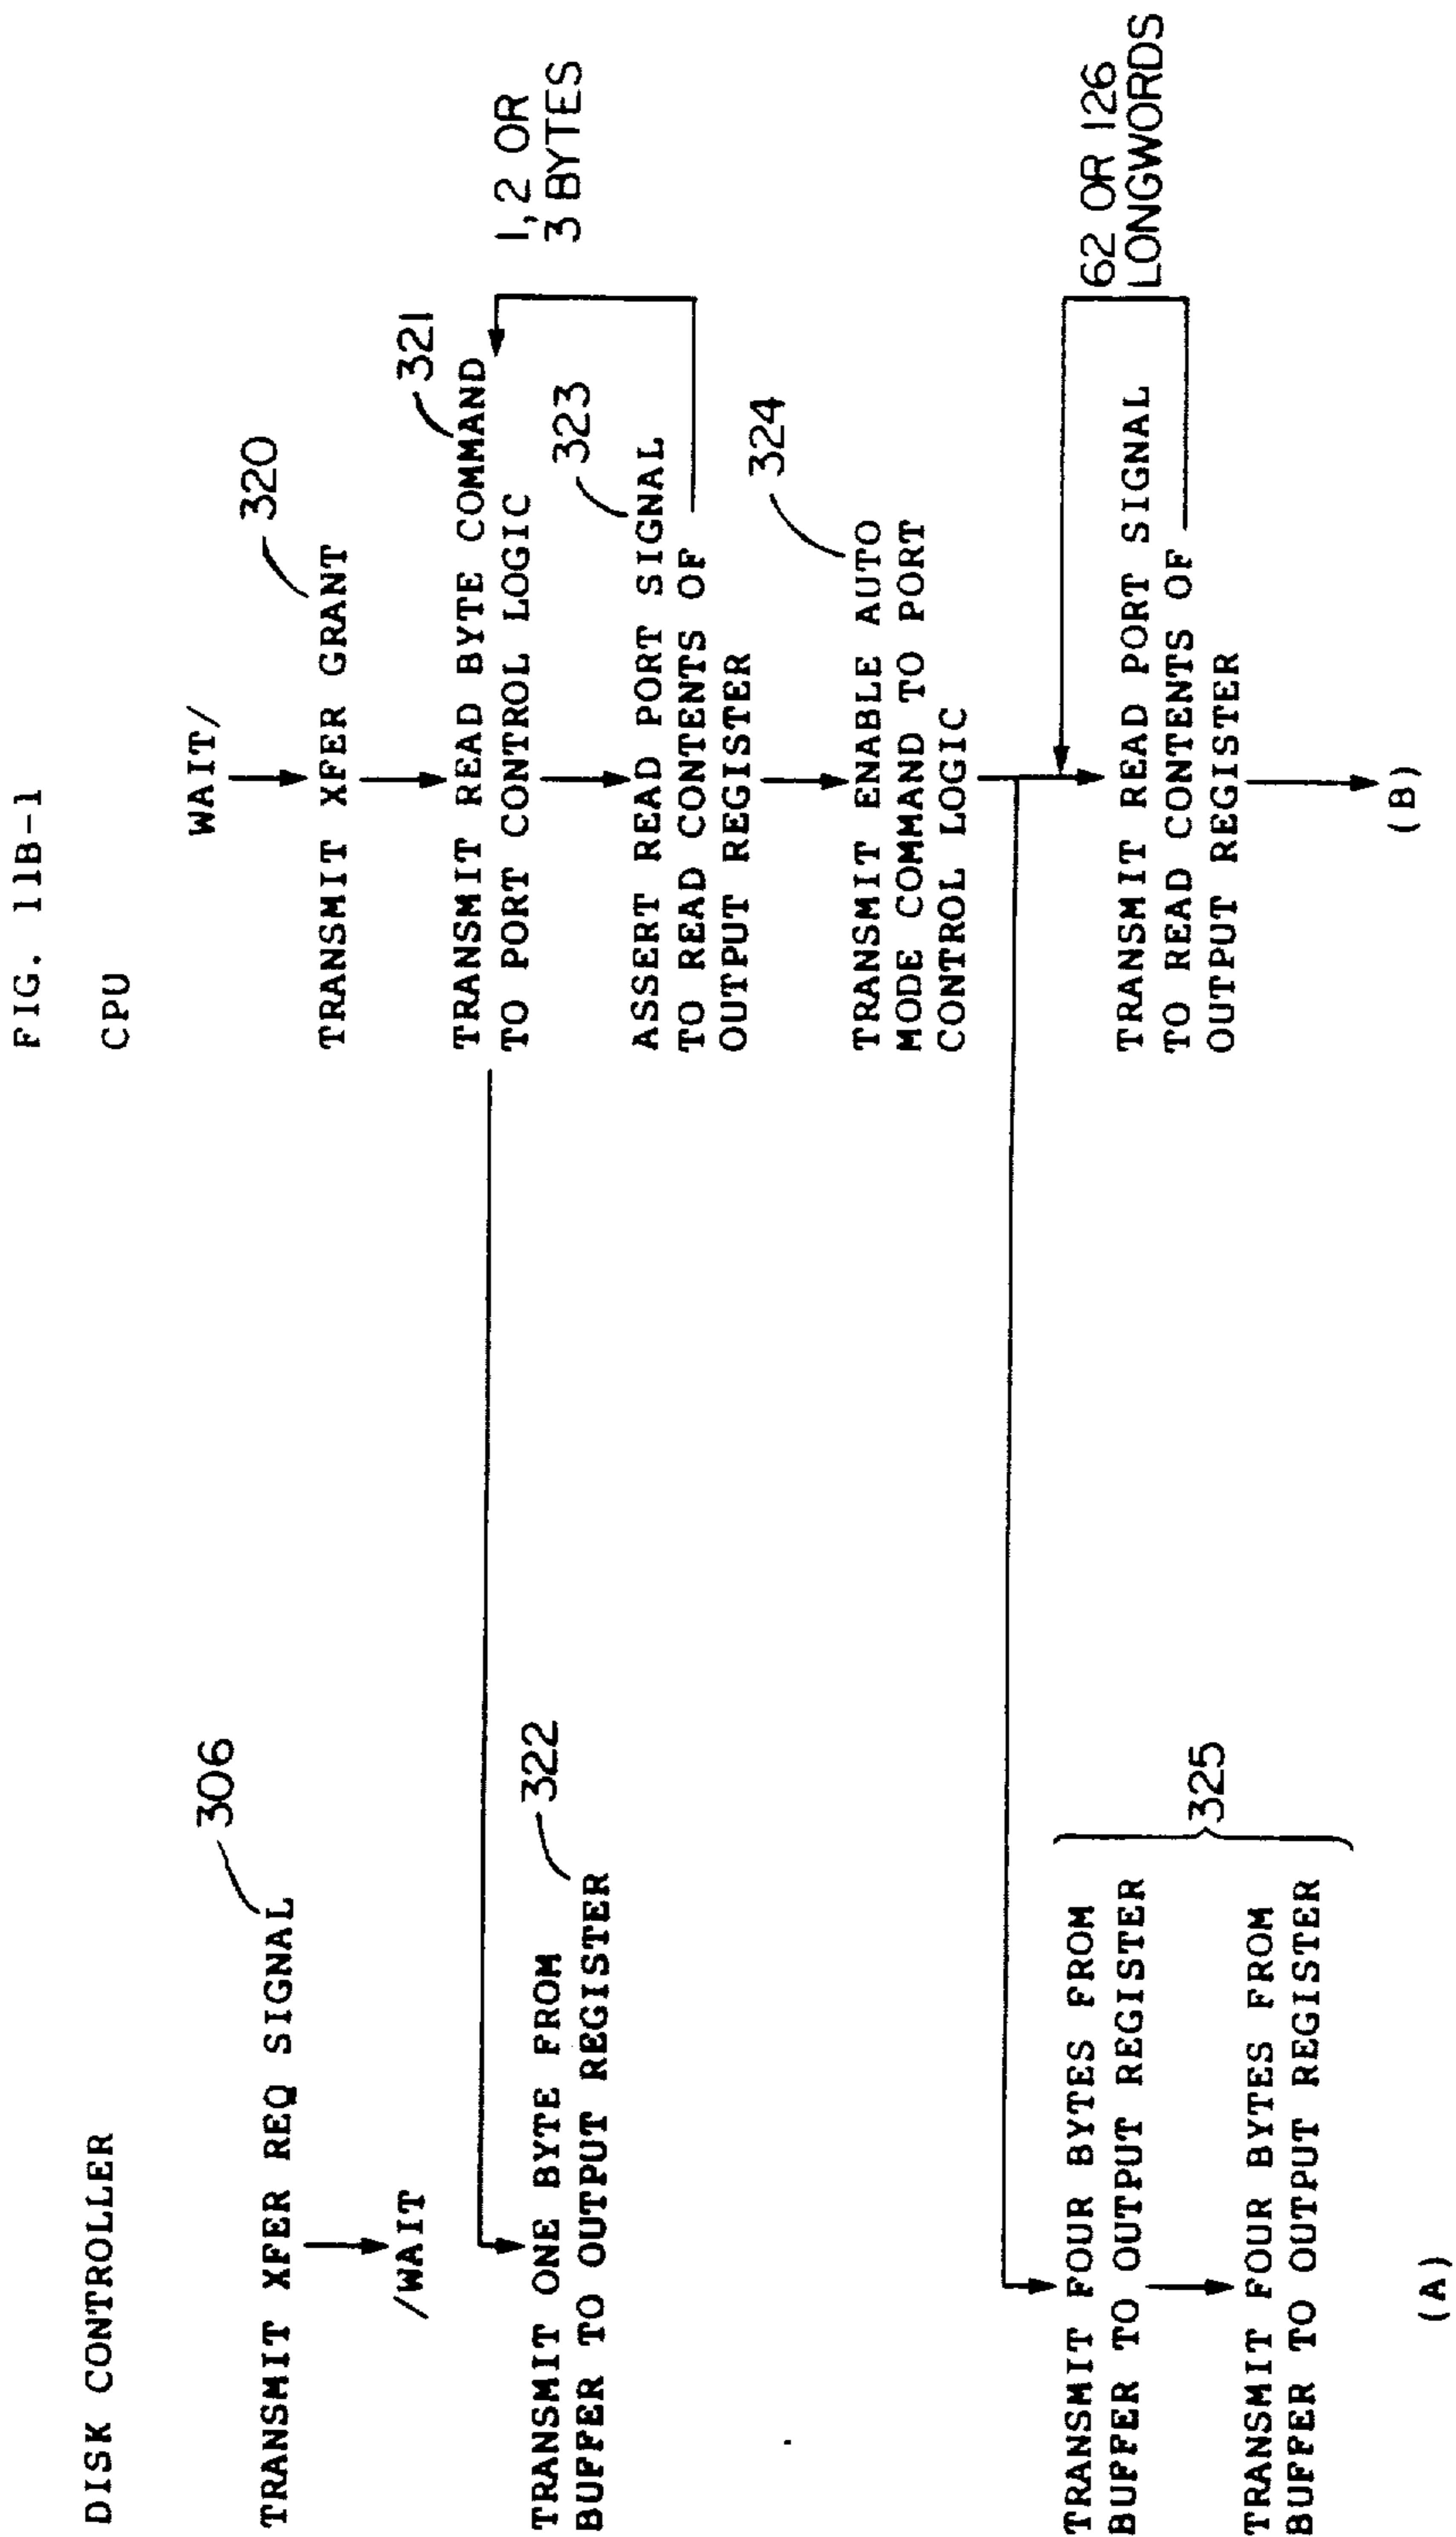 FIG. 11B-1
DISK CONTROLLER
CPU
WAIT/
TRANSMIT XFER REQ SIGNAL
306
/WAIT
TRANSMIT XFER GRANT
320
TRANSMIT READ BYTE COMMAND
TO PORT CONTROL LOGIC
321
1,2 OR
3 BYTES
TRANSMIT ONE BYTE FROM
BUFFER TO OUTPUT REGISTER
322
ASSERT READ PORT SIGNAL
TO READ CONTENTS OF
OUTPUT REGISTER
323
TRANSMIT ENABLE AUTO
MODE COMMAND TO PORT
CONTROL LOGIC
324
TRANSMIT FOUR BYTES FROM
BUFFER TO OUTPUT REGISTER
TRANSMIT FOUR BYTES FROM
BUFFER TO OUTPUT REGISTER
325
TRANSMIT READ PORT SIGNAL
TO READ CONTENTS OF
OUTPUT REGISTER
62 OR 126
LONGWORDS
(A)
(B)